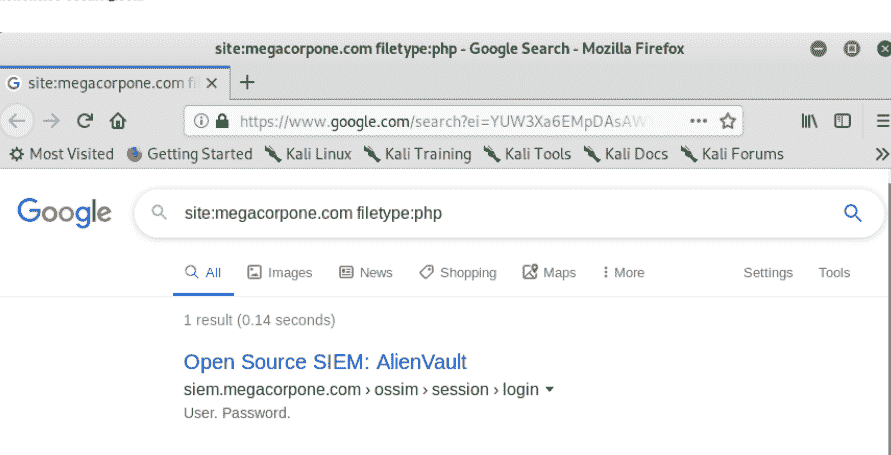 site:megacorpone.com filetype:php - Google Search - Mozilla Firefox
G site:megacorpone.com fi
https://www.google.com/search?ei=YUW3Xa6EMpDAsAW
Most Visited Getting Started Kali Linux Kali Training Kali Tools Kali Docs Kali Forums
Google site:megacorpone.com filetype:php
All Images News Shopping Maps More Settings Tools
1 result (0.14 seconds)
Open Source SIEM: AlienVault
siem.megacorpone.com › ossim › session › login
User. Password.